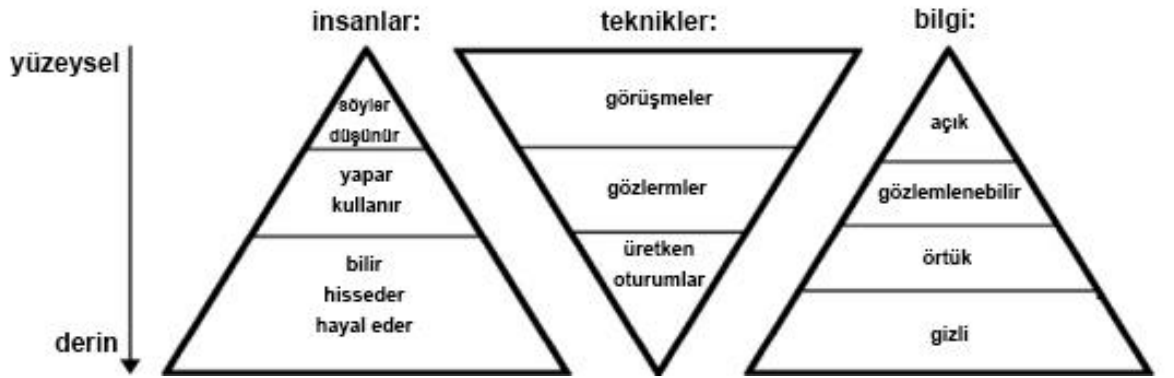 insanlar:
teknikler:
bilgi:
yüzeysel
derin
söyler
düşünür
yapar
kullanır
bilir
hisseder
hayal eder
görüşmeler
gözlermler
üretken
oturumlar
açık
gözlemlenebilir
örtük
gizli